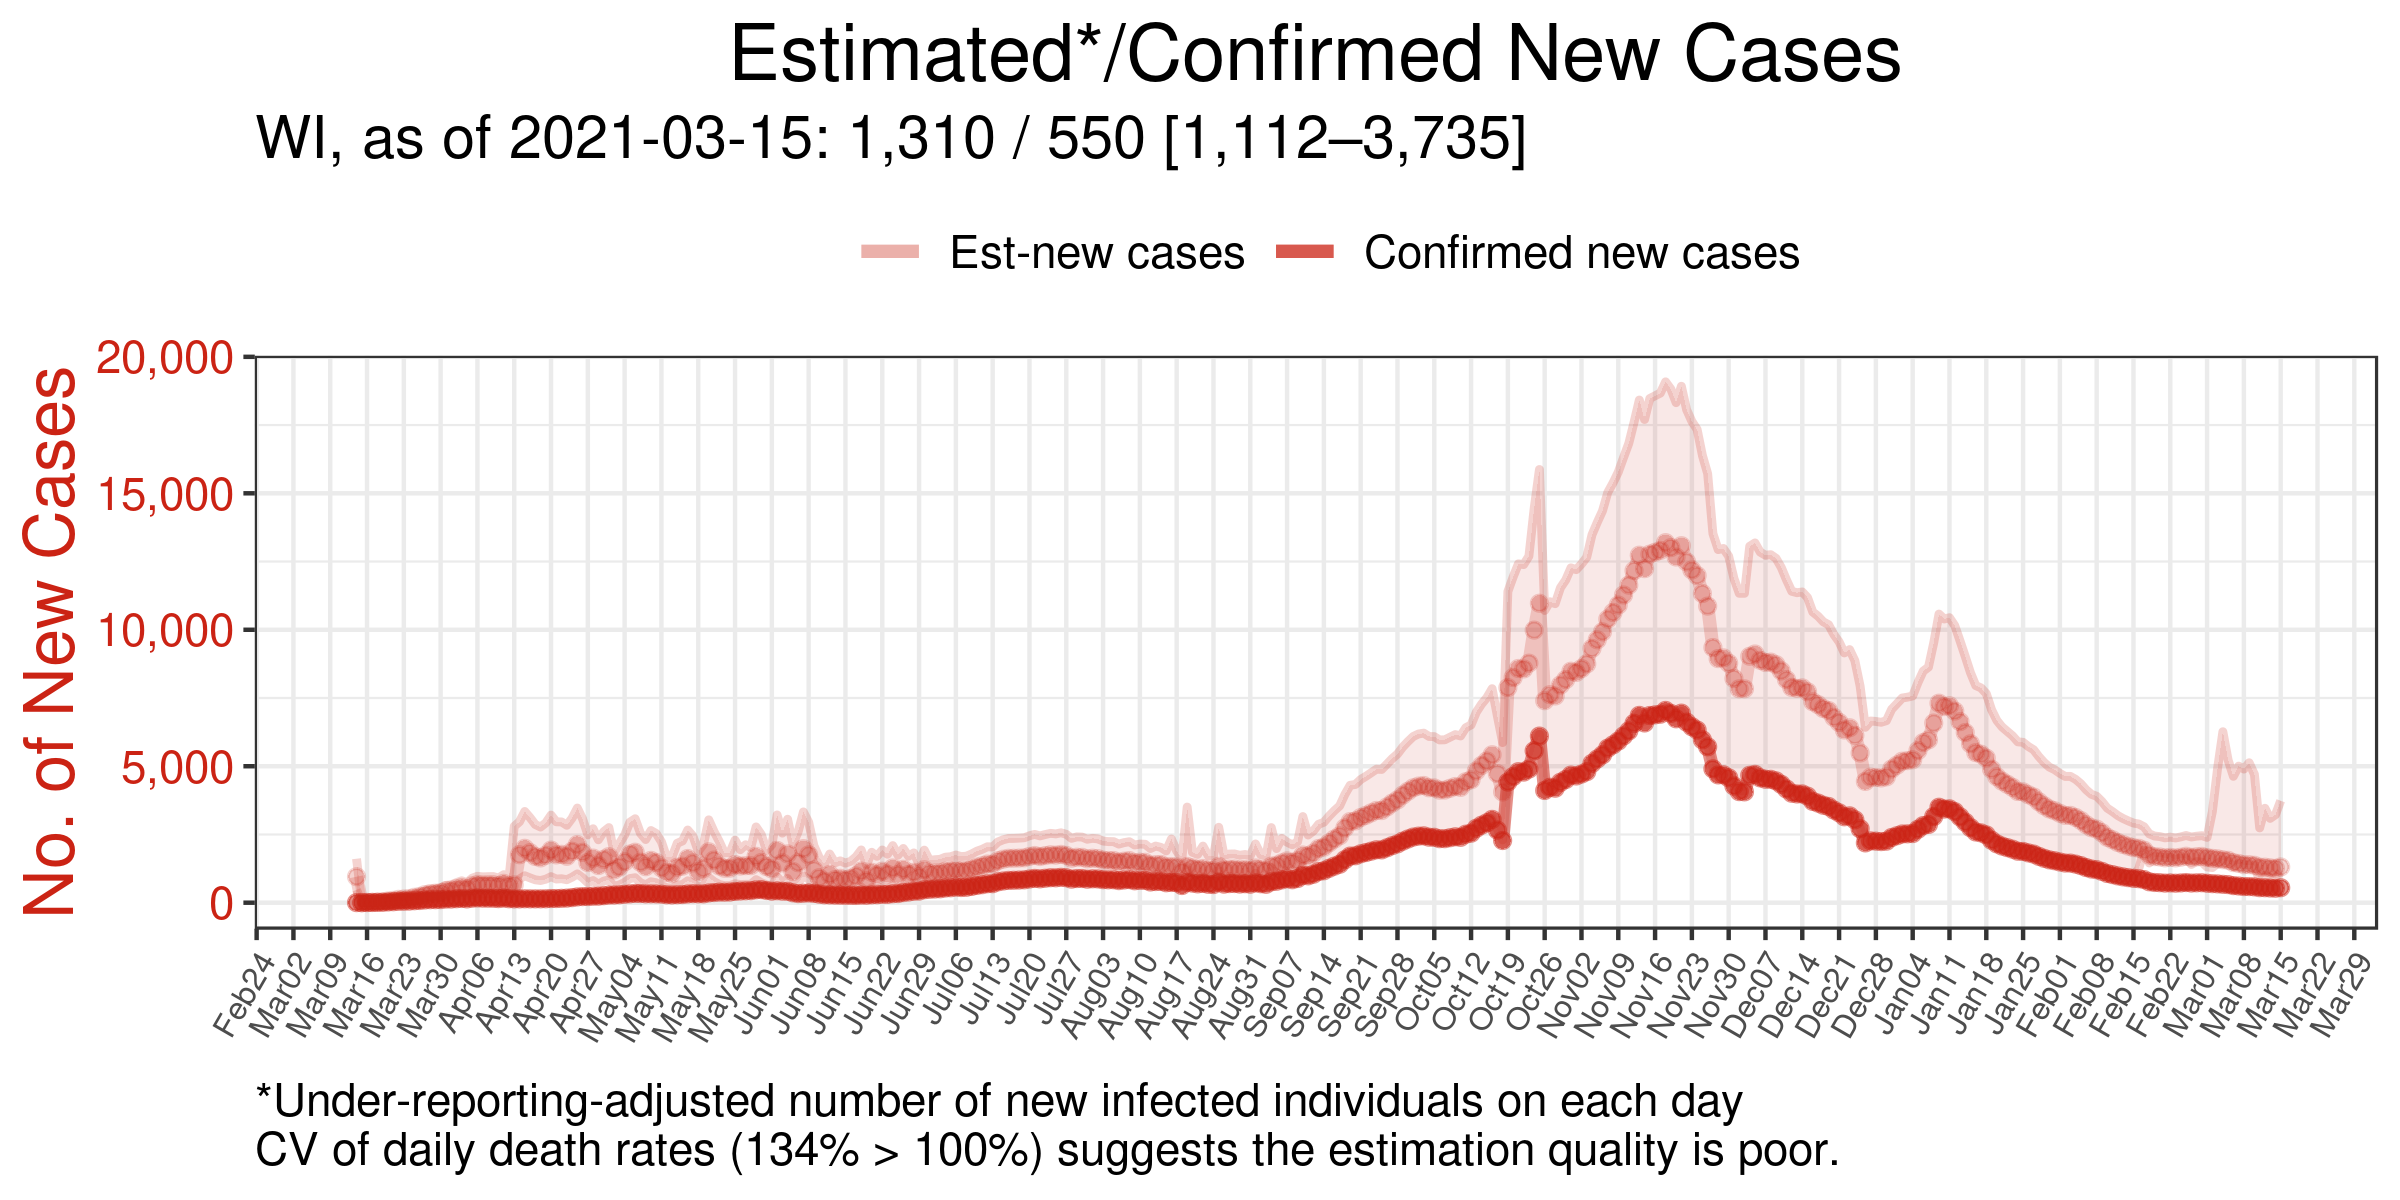 Estimated*/Confirmed New Cases
WI, as of 2021-03-15: 1,310 / 550 [1,112–3,735]
Est-new cases Confirmed new cases
No. of New Cases
20,000
15,000
10,000
5,000
0
Feb24 Mar02 Mar09 Mar16 Mar23 Mar30 Apr06 Apr13 Apr20 Apr27 May04 May11 May18 May25 Jun01 Jun08 Jun15 Jun22 Jun29 Jul06 Jul13 Jul20 Jul27 Aug03 Aug10 Aug17 Aug24 Aug31 Sep07 Sep14 Sep21 Sep28 Oct05 Oct12 Oct19 Oct26 Nov02 Nov09 Nov16 Nov23 Nov30 Dec07 Dec14 Dec21 Dec28 Jan04 Jan11 Jan18 Jan25 Feb01 Feb08 Feb15 Feb22 Mar01 Mar08 Mar15 Mar22 Mar29
*Under-reporting-adjusted number of new infected individuals on each day
CV of daily death rates (134% > 100%) suggests the estimation quality is poor.